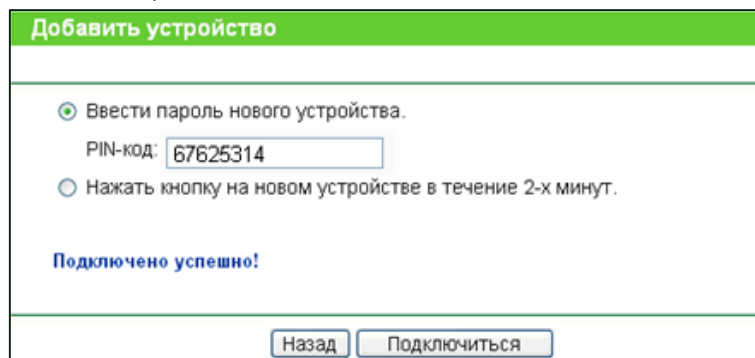 Добавить устройство
Ввести пароль нового устройства.
PIN-код: 67625314
Нажать кнопку на новом устройстве в течение 2-х минут.
Подключено успешно!
Назад Подключиться